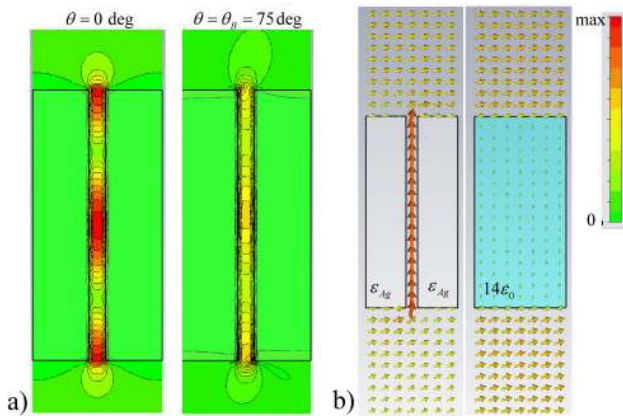 θ = 0 deg
θ = θ_B = 75 deg
max
0
ε_Ag
ε_Ag
14ε_0
a)
b)